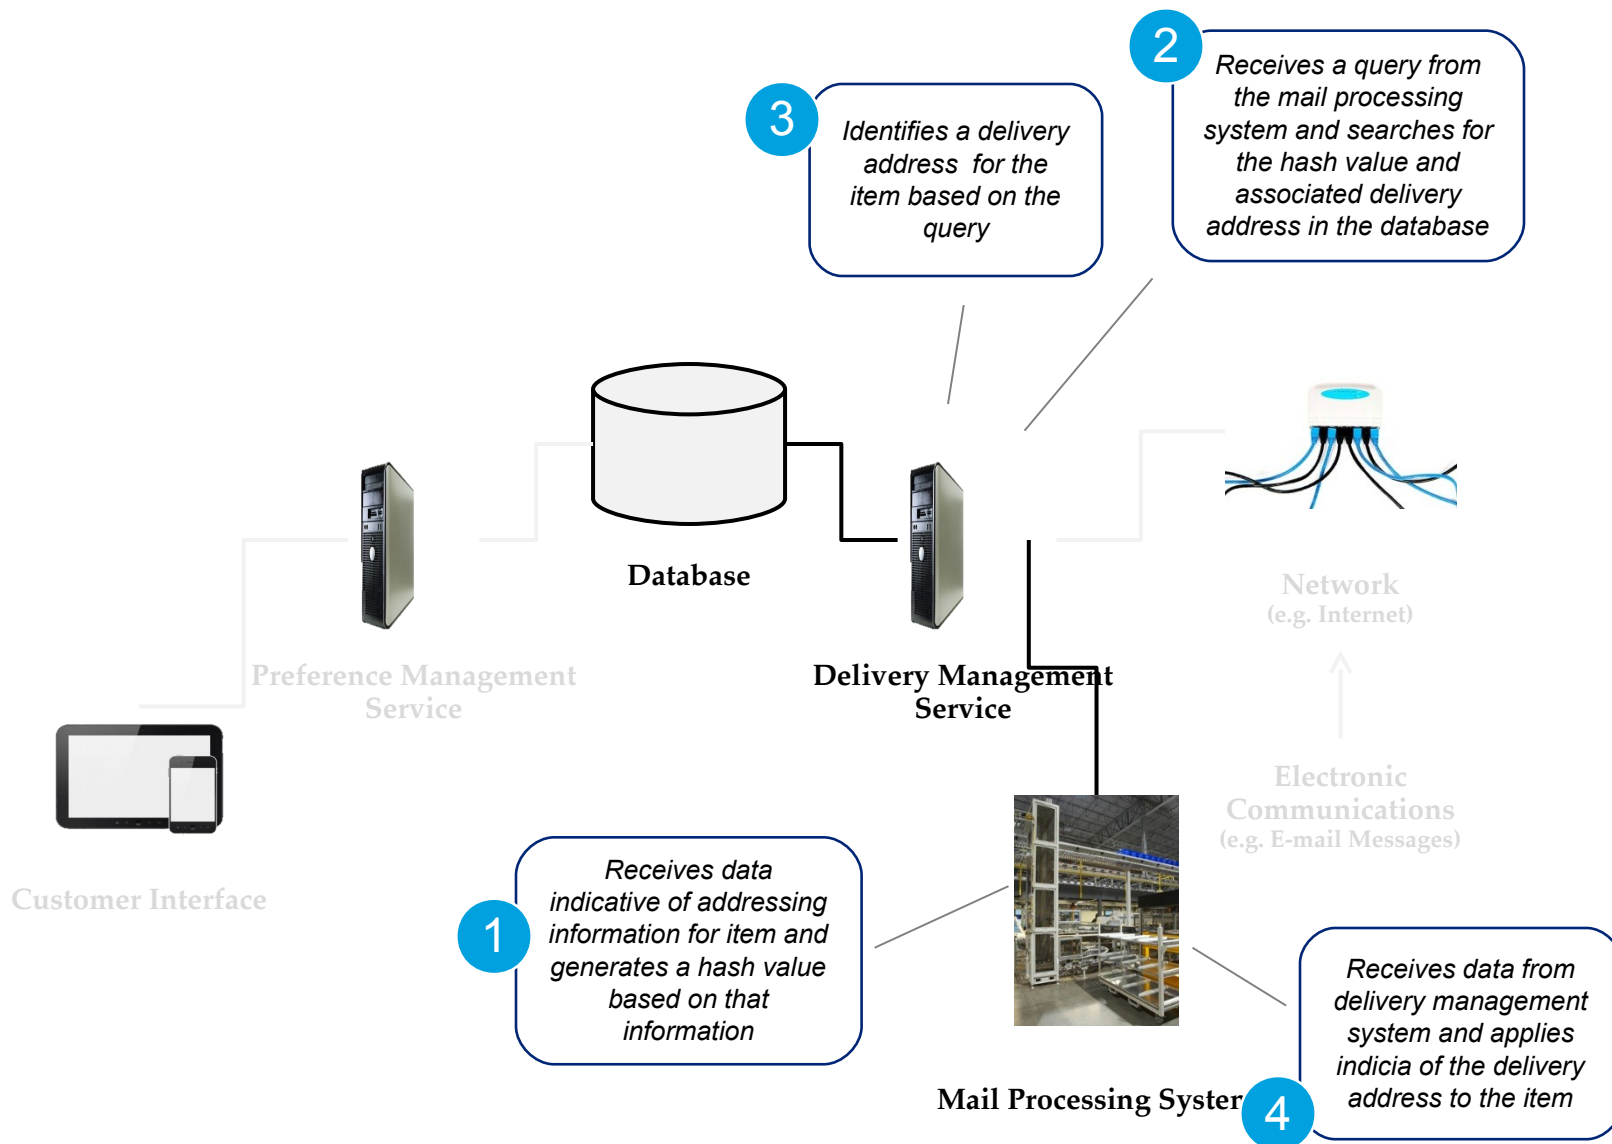 2
Receives a query from
the mail processing
system and searches for
the hash value and
associated delivery
address in the database
3
Identifies a delivery
address for the
item based on the
query
Database
Network
(e.g. Internet)
Preference Management
Service
Delivery Management
Service
Electronic
Communications
(e.g. E-mail Messages)
Customer Interface
1
Receives data
indicative of addressing
information for item and
generates a hash value
based on that
information
Receives data from
delivery management
system and applies
indicia of the delivery
address to the item
4
Mail Processing System